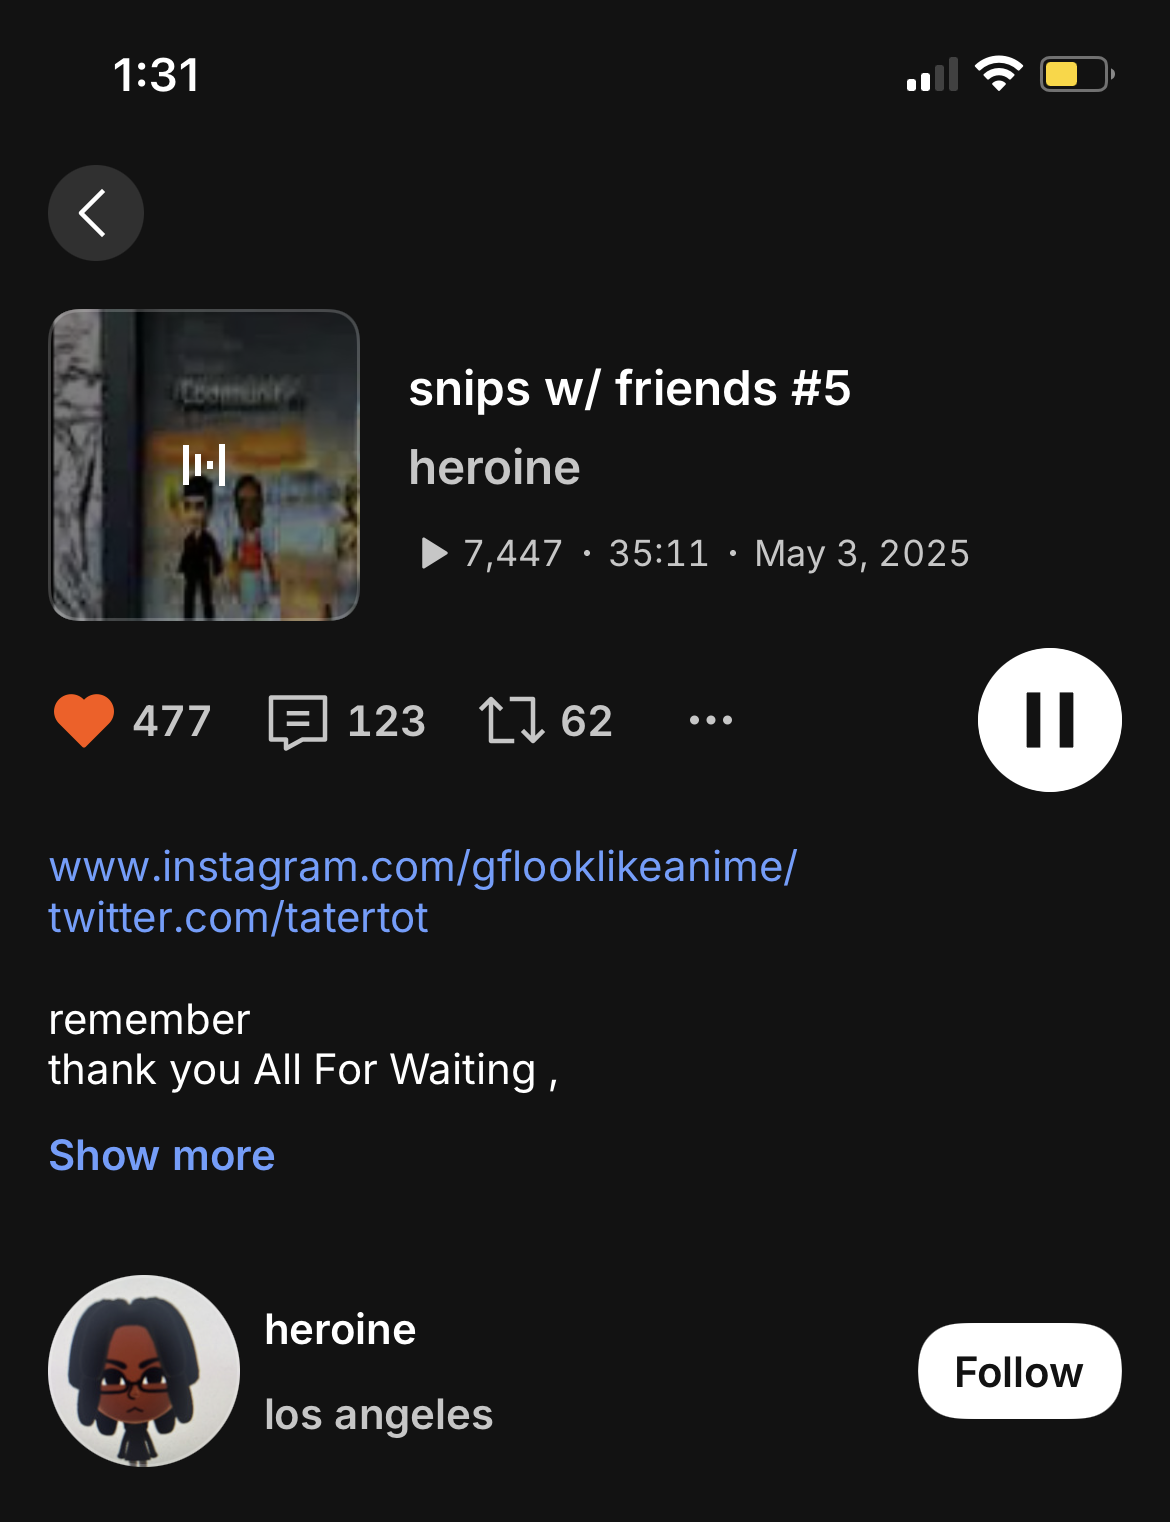 1:31
Community
snips w/ friends #5
heroine
7,447 · 35:11 · May 3, 2025
477 123 62
www.instagram.com/gflooklikeanime/
twitter.com/tatertot
remember
thank you All For Waiting ,
Show more
heroine
los angeles
Follow